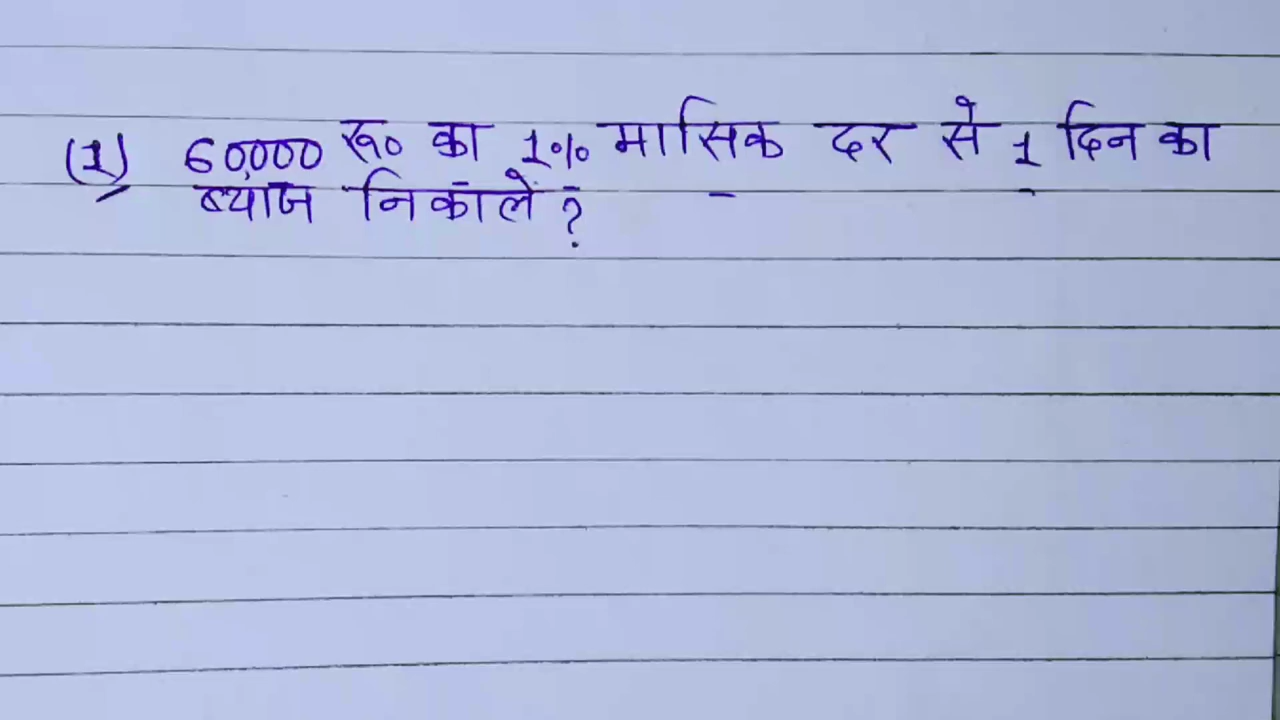 (1) 60,000 रू० का 1% मासिक दर से 1 दिन का
ब्याज निकालें ?